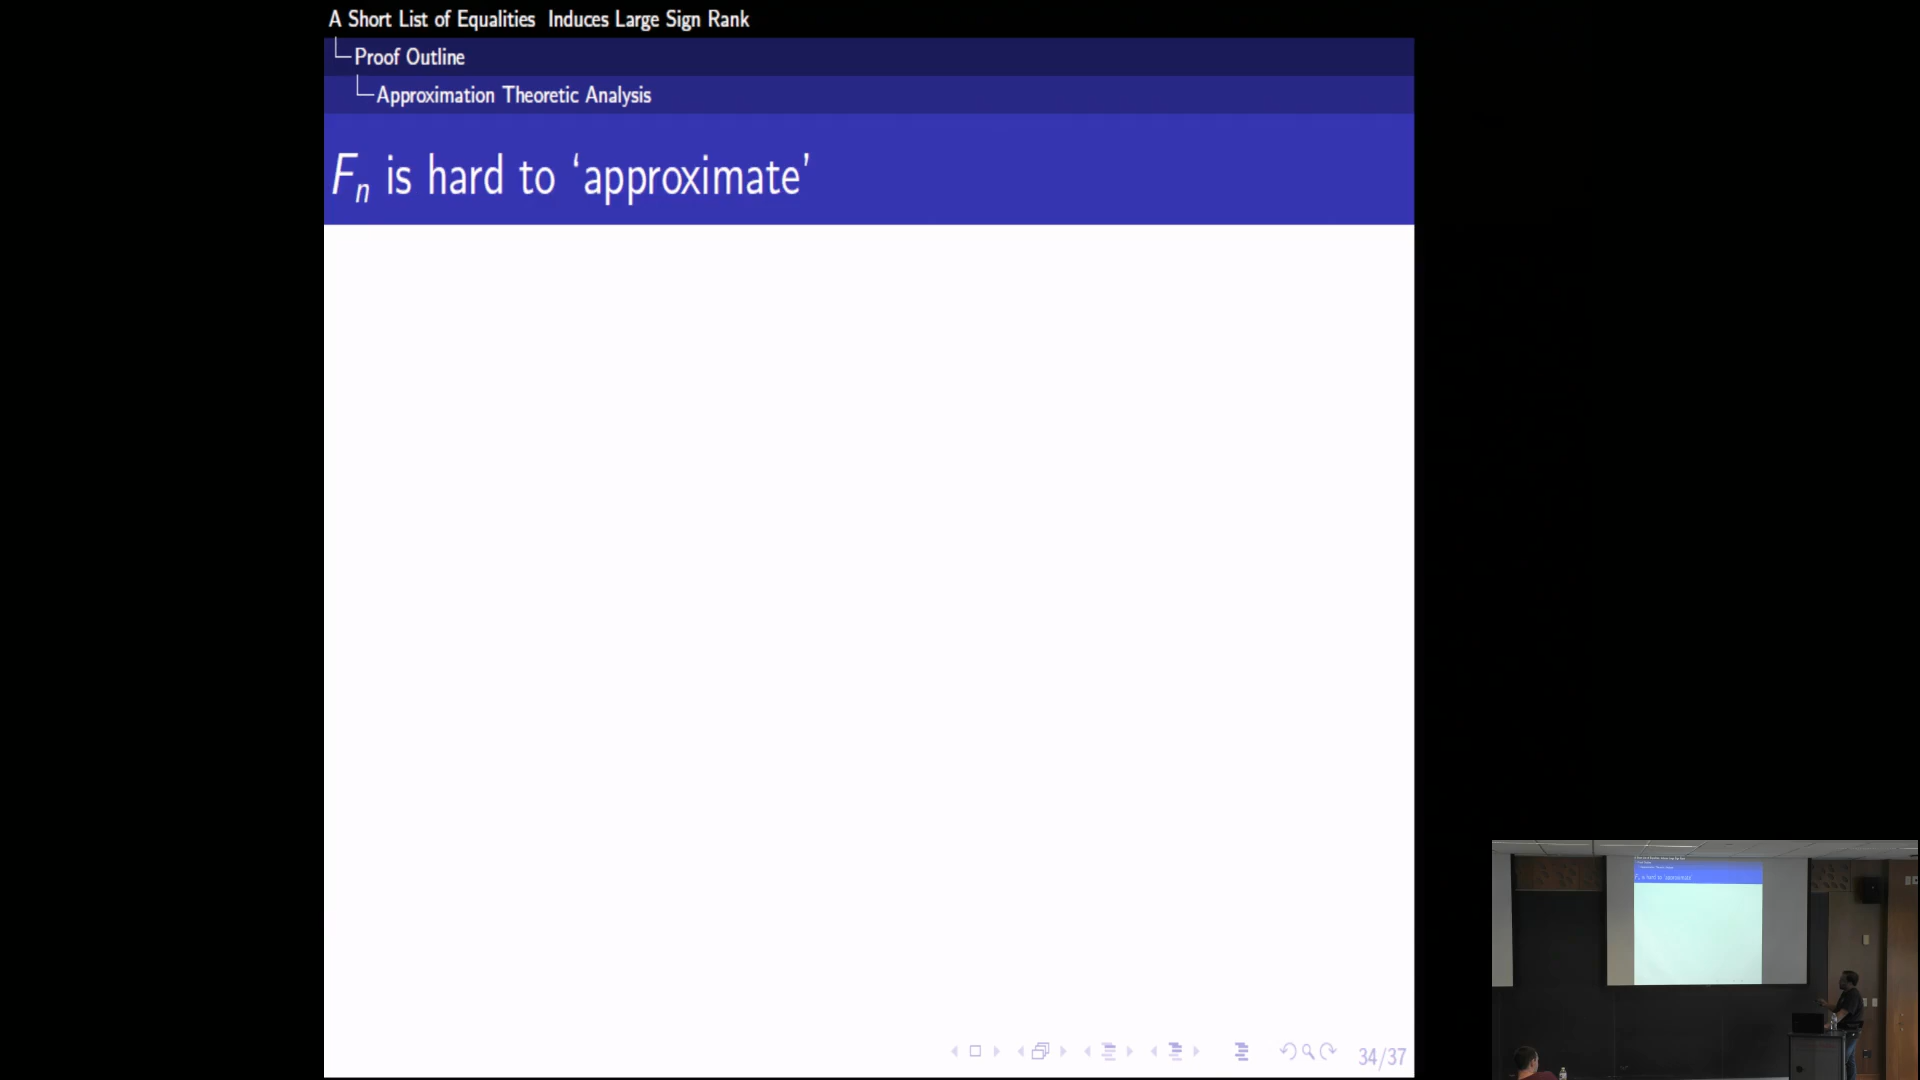 A Short List of Equalities Induces Large Sign Rank
Proof Outline
Approximation Theoretic Analysis
F_n is hard to ‘approximate’
34/37